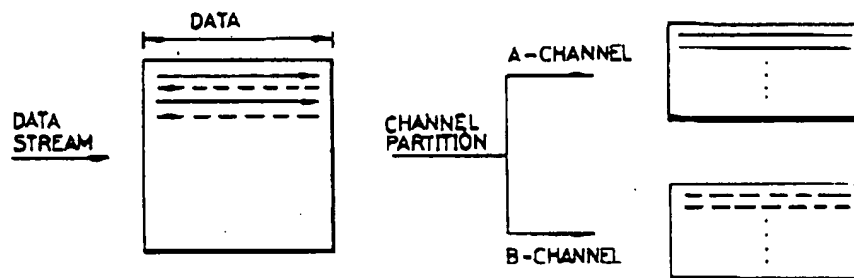 DATA
DATA
STREAM
CHANNEL
PARTITION
A-CHANNEL
B-CHANNEL